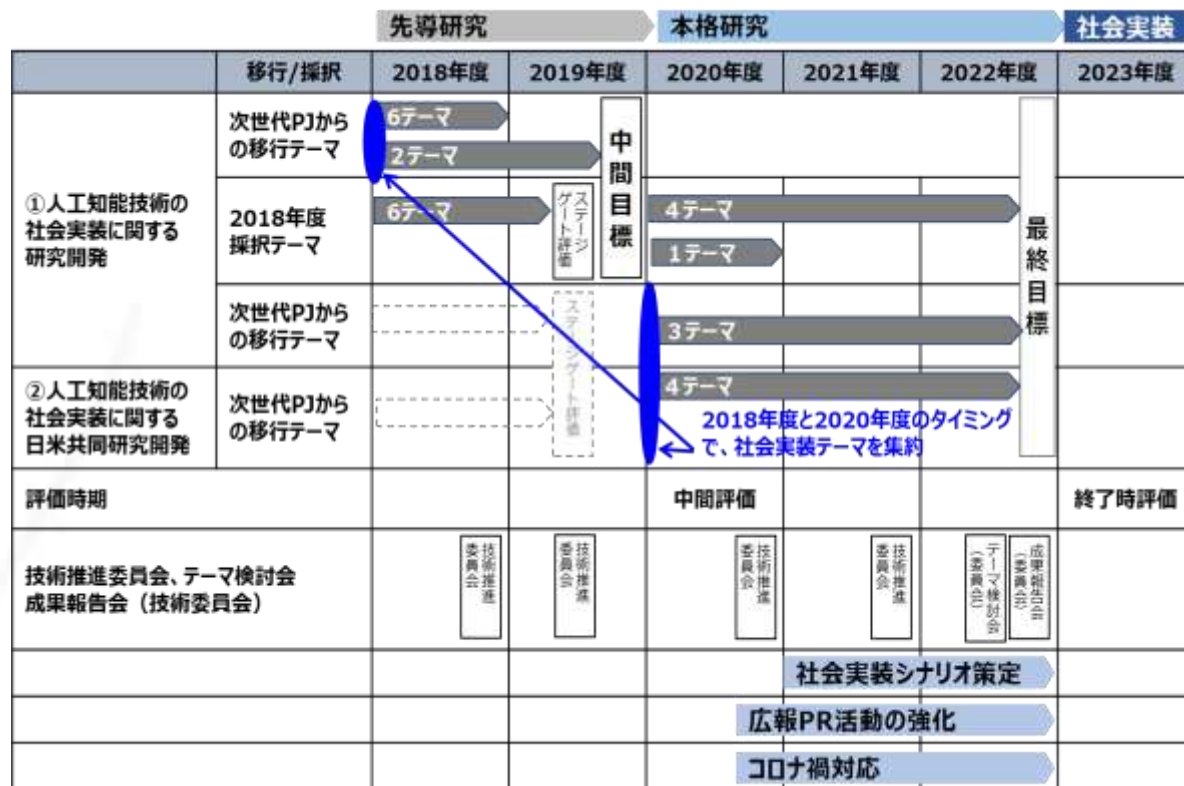 先導研究
本格研究
社会実装
移行/採択
2018年度
2019年度
2020年度
2021年度
2022年度
2023年度
①人工知能技術の
社会実装に関する
研究開発
次世代PJから
の移行テーマ
6テーマ
2テーマ
中間目標
2018年度
採択テーマ
6テーマ
ステージ
ゲート評価
4テーマ
1テーマ
最終目標
次世代PJから
の移行テーマ
ステージゲート評価
3テーマ
②人工知能技術の
社会実装に関する
日米共同研究開発
次世代PJから
の移行テーマ
4テーマ
2018年度と2020年度のタイミング
で、社会実装テーマを集約
評価時期
中間評価
終了時評価
技術推進委員会、テーマ検討会
成果報告会（技術委員会）
技術推進
委員会
技術推進
委員会
技術推進
委員会
技術推進
委員会
テーマ検討会
（委員会）
成果報告会
（委員会）
社会実装シナリオ策定
広報PR活動の強化
コロナ禍対応